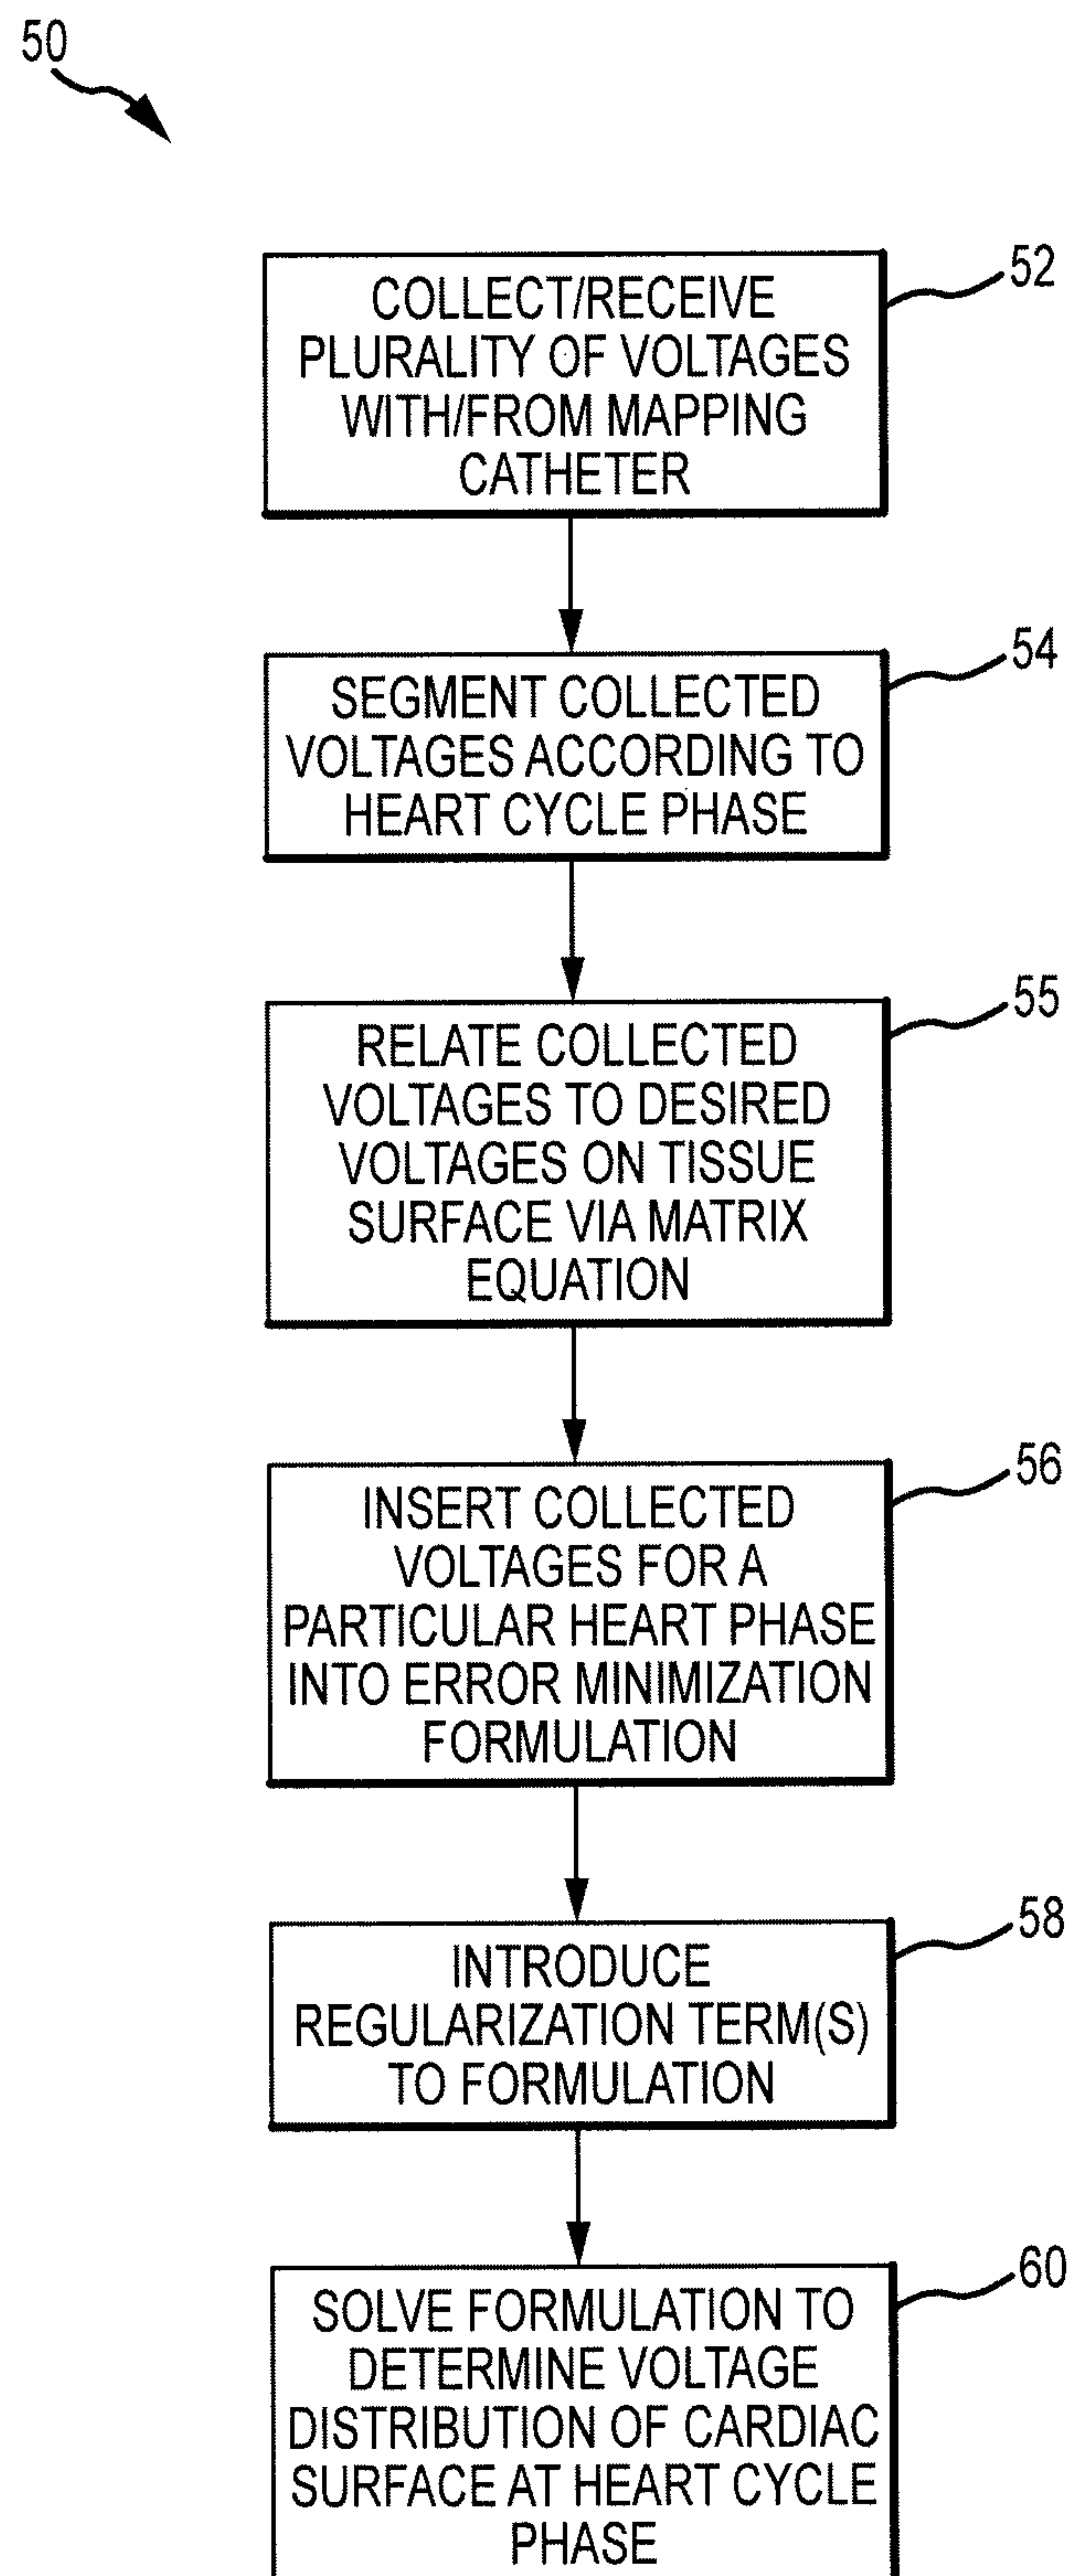 50
52
COLLECT/RECEIVE
PLURALITY OF VOLTAGES
WITH/FROM MAPPING
CATHETER
54
SEGMENT COLLECTED
VOLTAGES ACCORDING TO
HEART CYCLE PHASE
55
RELATE COLLECTED
VOLTAGES TO DESIRED
VOLTAGES ON TISSUE
SURFACE VIA MATRIX
EQUATION
56
INSERT COLLECTED
VOLTAGES FOR A
PARTICULAR HEART PHASE
INTO ERROR MINIMIZATION
FORMULATION
58
INTRODUCE
REGULARIZATION TERM(S)
TO FORMULATION
60
SOLVE FORMULATION TO
DETERMINE VOLTAGE
DISTRIBUTION OF CARDIAC
SURFACE AT HEART CYCLE
PHASE